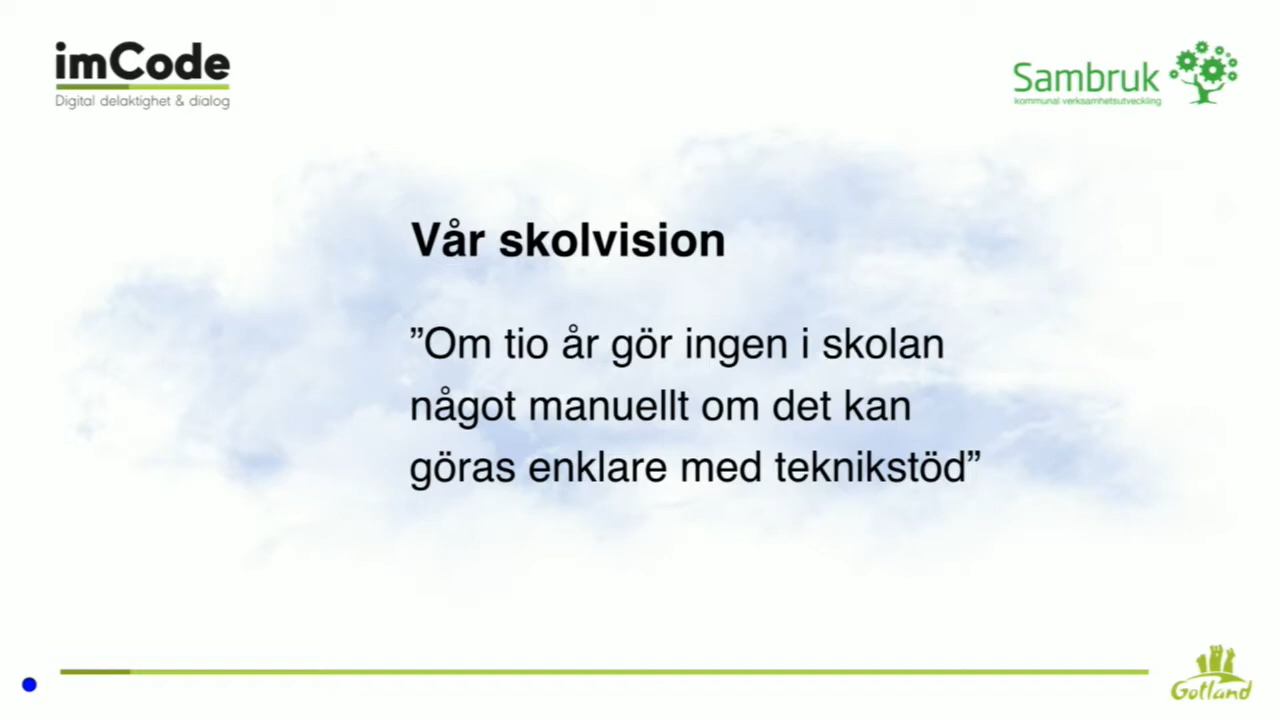 imCode
Digital delaktighet & dialog
Sambruk
kommunal verksamhetsutveckling
Vår skolvision
”Om tio år gör ingen i skolan
något manuellt om det kan
göras enklare med teknikstöd”
Gotland